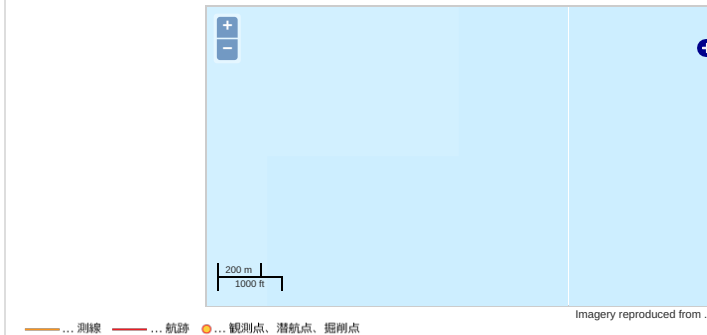 +
−
200 m
1000 ft
Imagery reproduced from .
... 測線 ... 航跡 ... 観測点、潜航点、掘削点